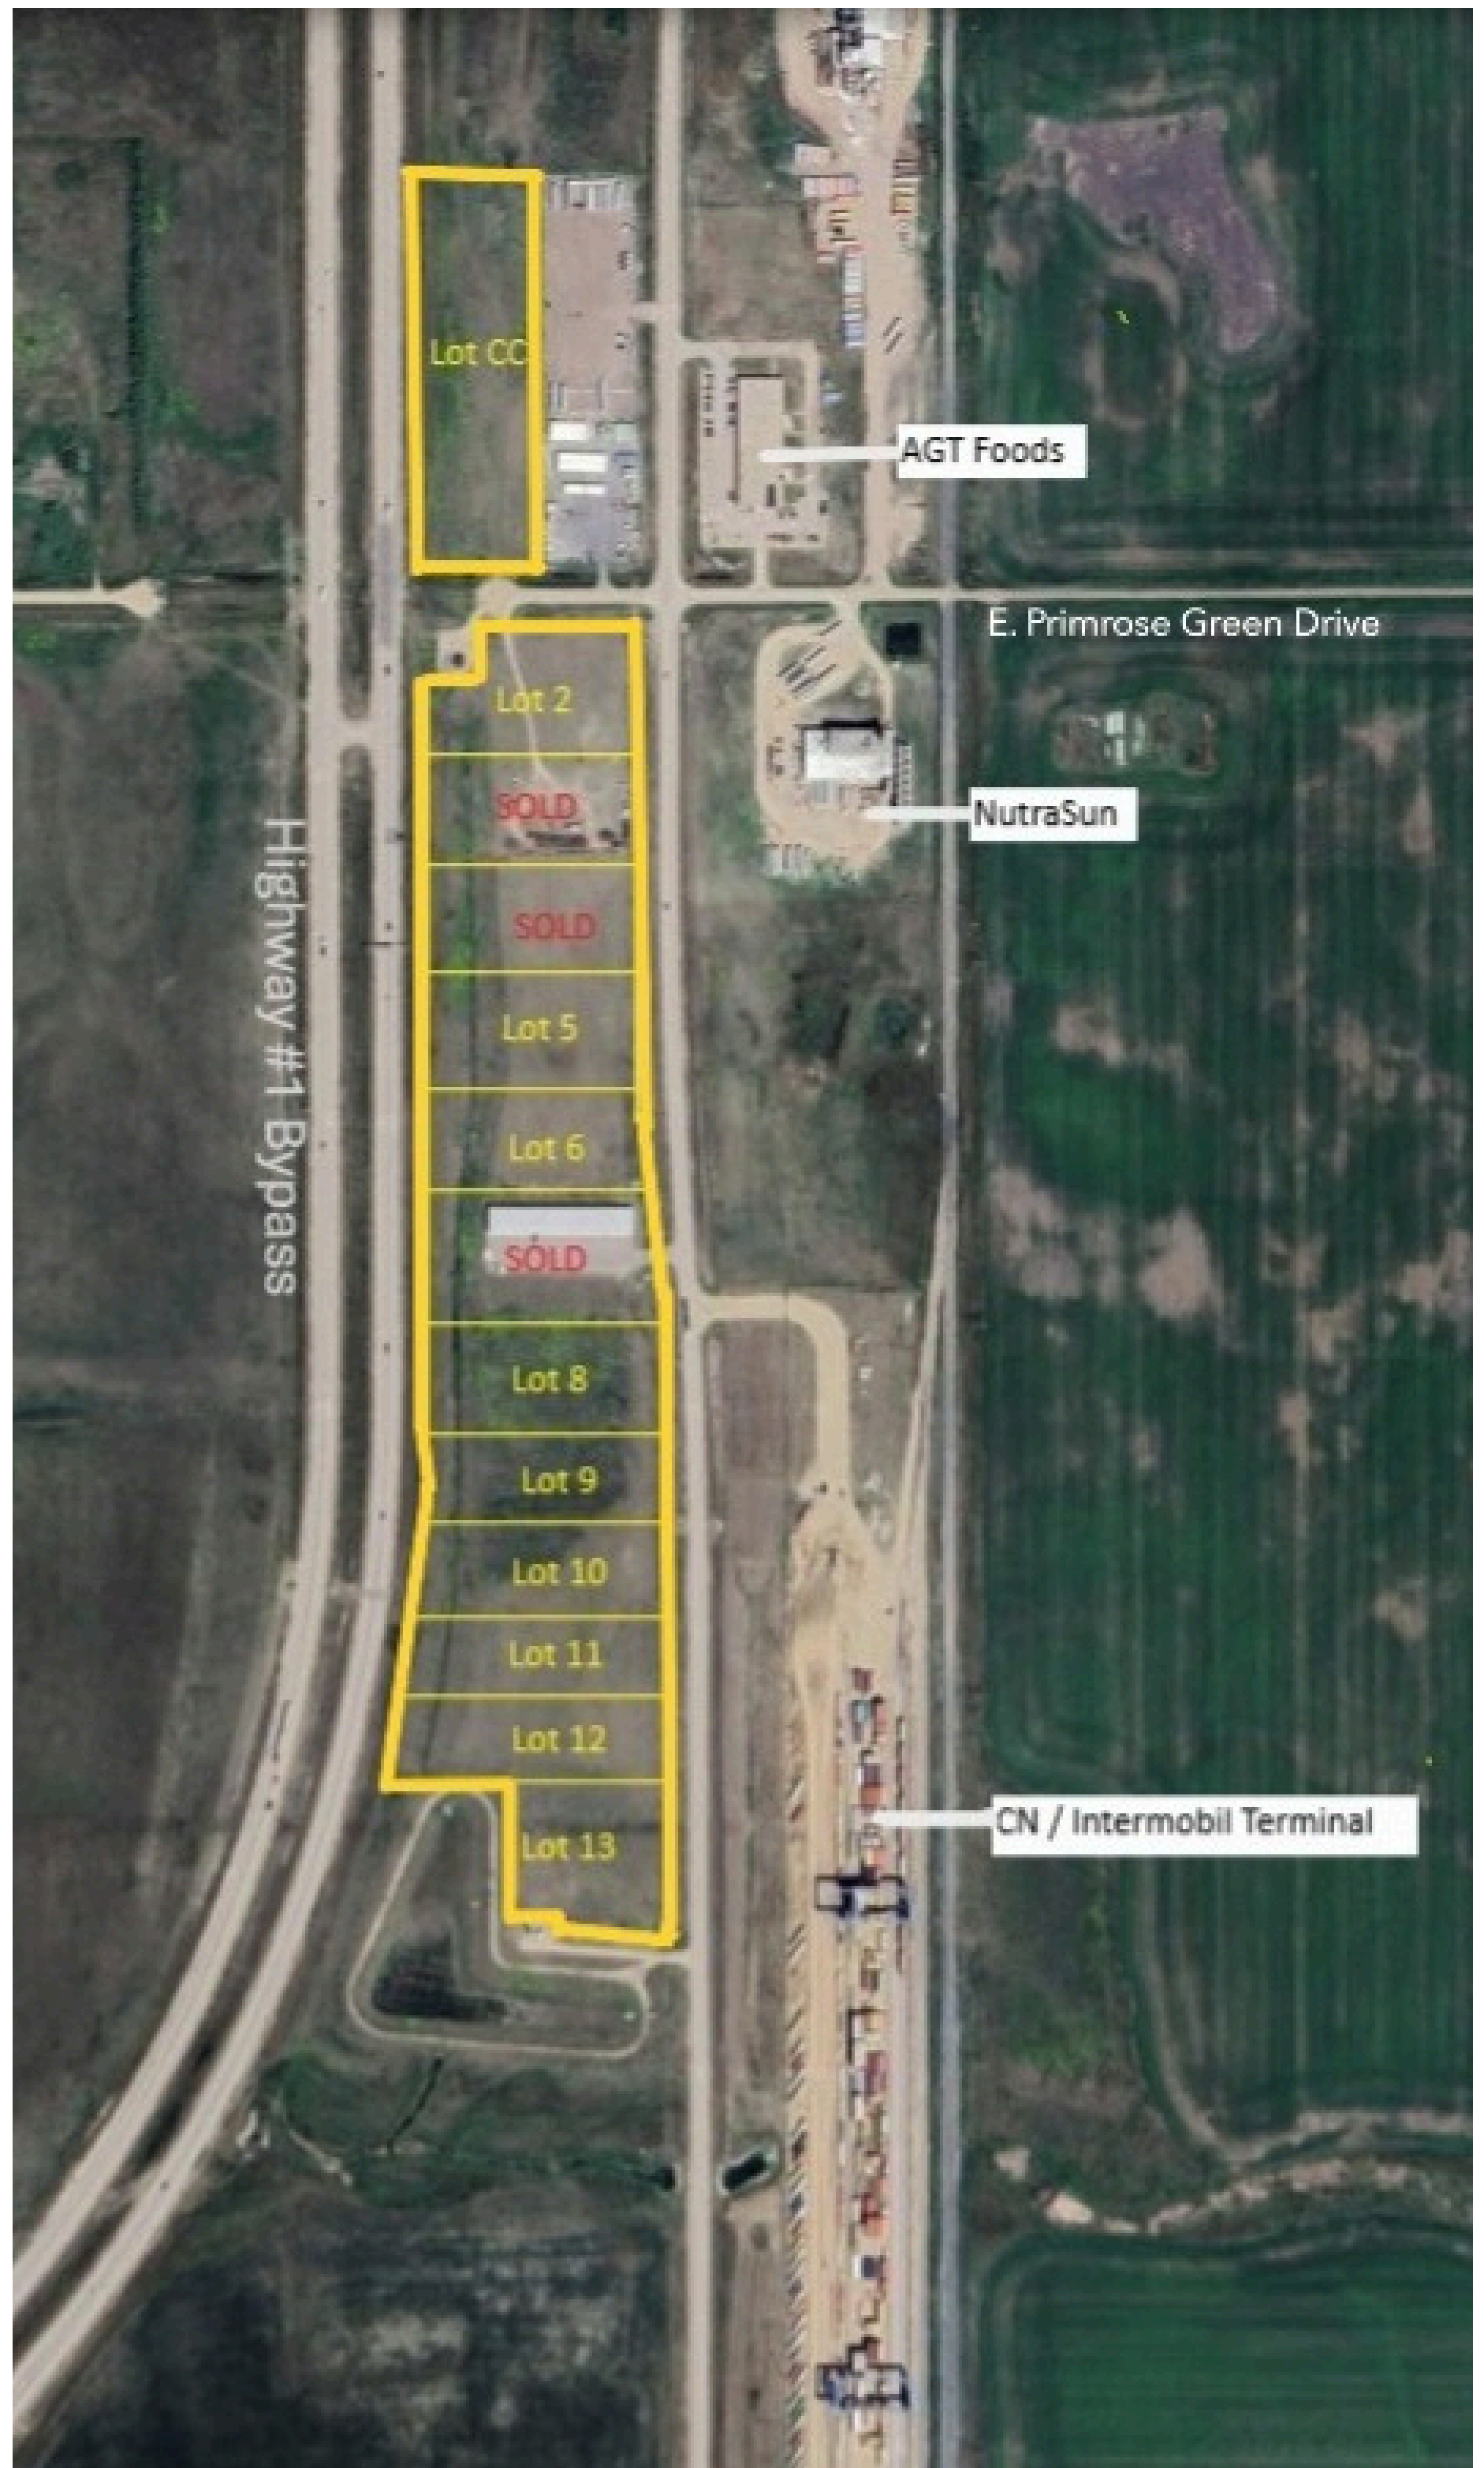 Lot CC
AGT Foods
E. Primrose Green Drive
Lot 2
SOLD
NutraSun
Highway #1 Bypass
SOLD
Lot 5
Lot 6
SOLD
Lot 8
Lot 9
Lot 10
Lot 11
Lot 12
CN / Intermobil Terminal
Lot 13